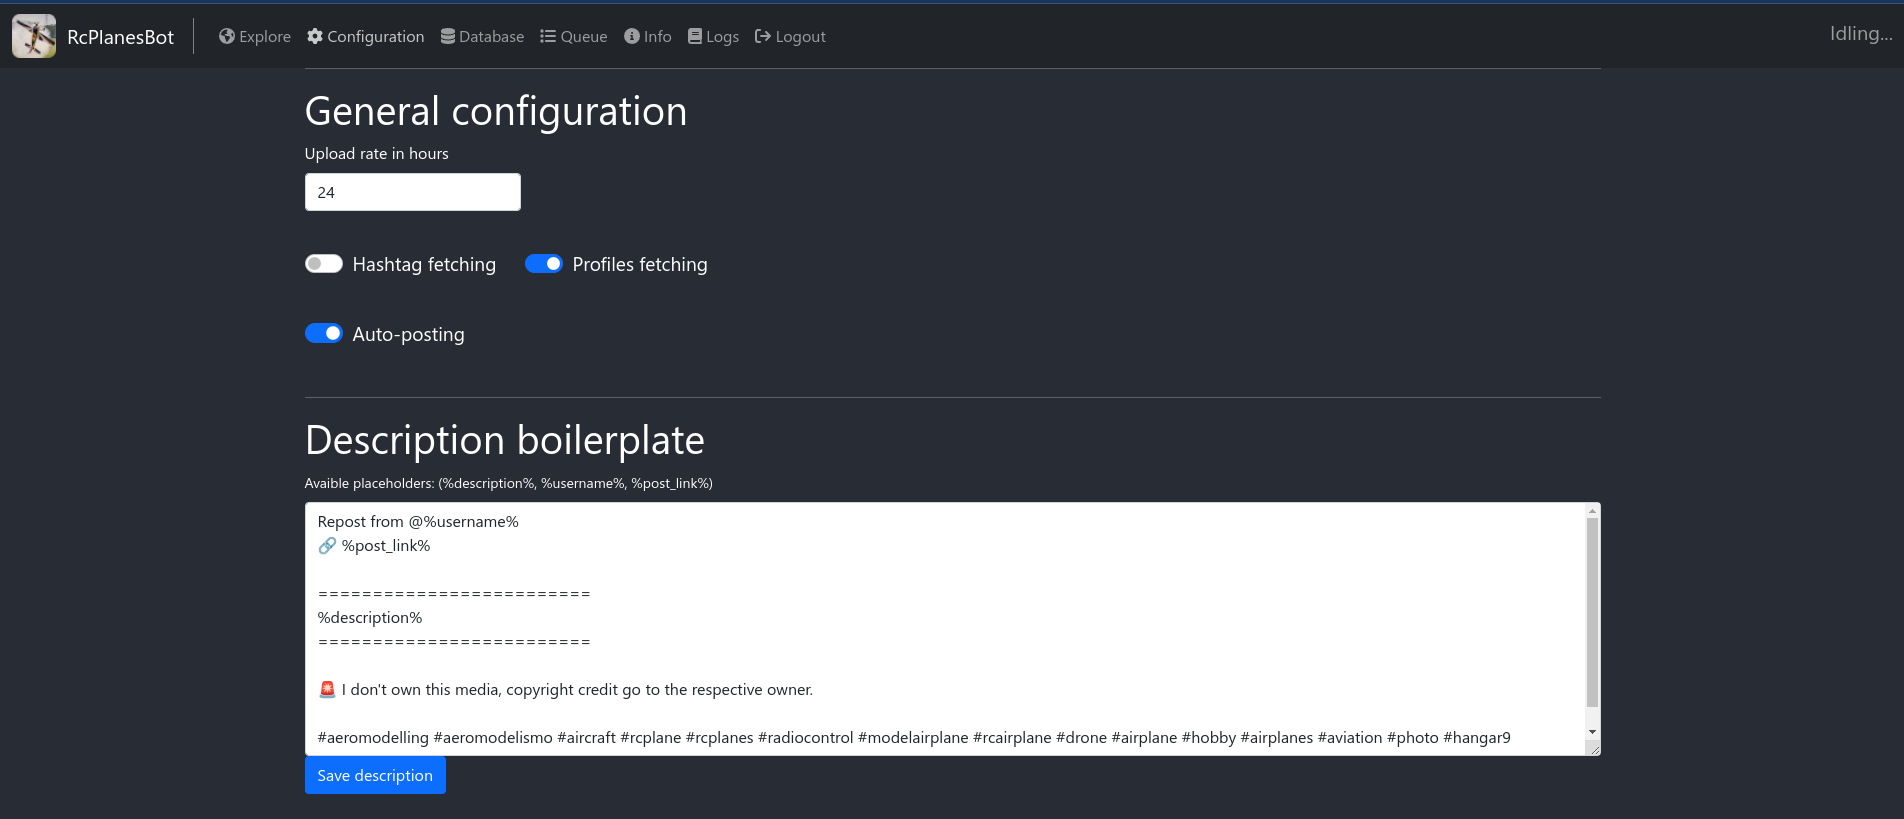 RcPlanesBot
Explore
Configuration
Database
Queue
Info
Logs
Logout
Idling...
General configuration
Upload rate in hours
24
Hashtag fetching
Profiles fetching
Auto-posting
Description boilerplate
Avaible placeholders: (%description%, %username%, %post_link%)
Repost from @%username%
🔗 %post_link%
=========================
%description%
=========================
🚨 I don't own this media, copyright credit go to the respective owner.
#aeromodelling #aeromodelismo #aircraft #rcplane #rcplanes #radiocontrol #modelairplane #rcairplane #drone #airplane #hobby #airplanes #aviation #photo #hangar9
Save description